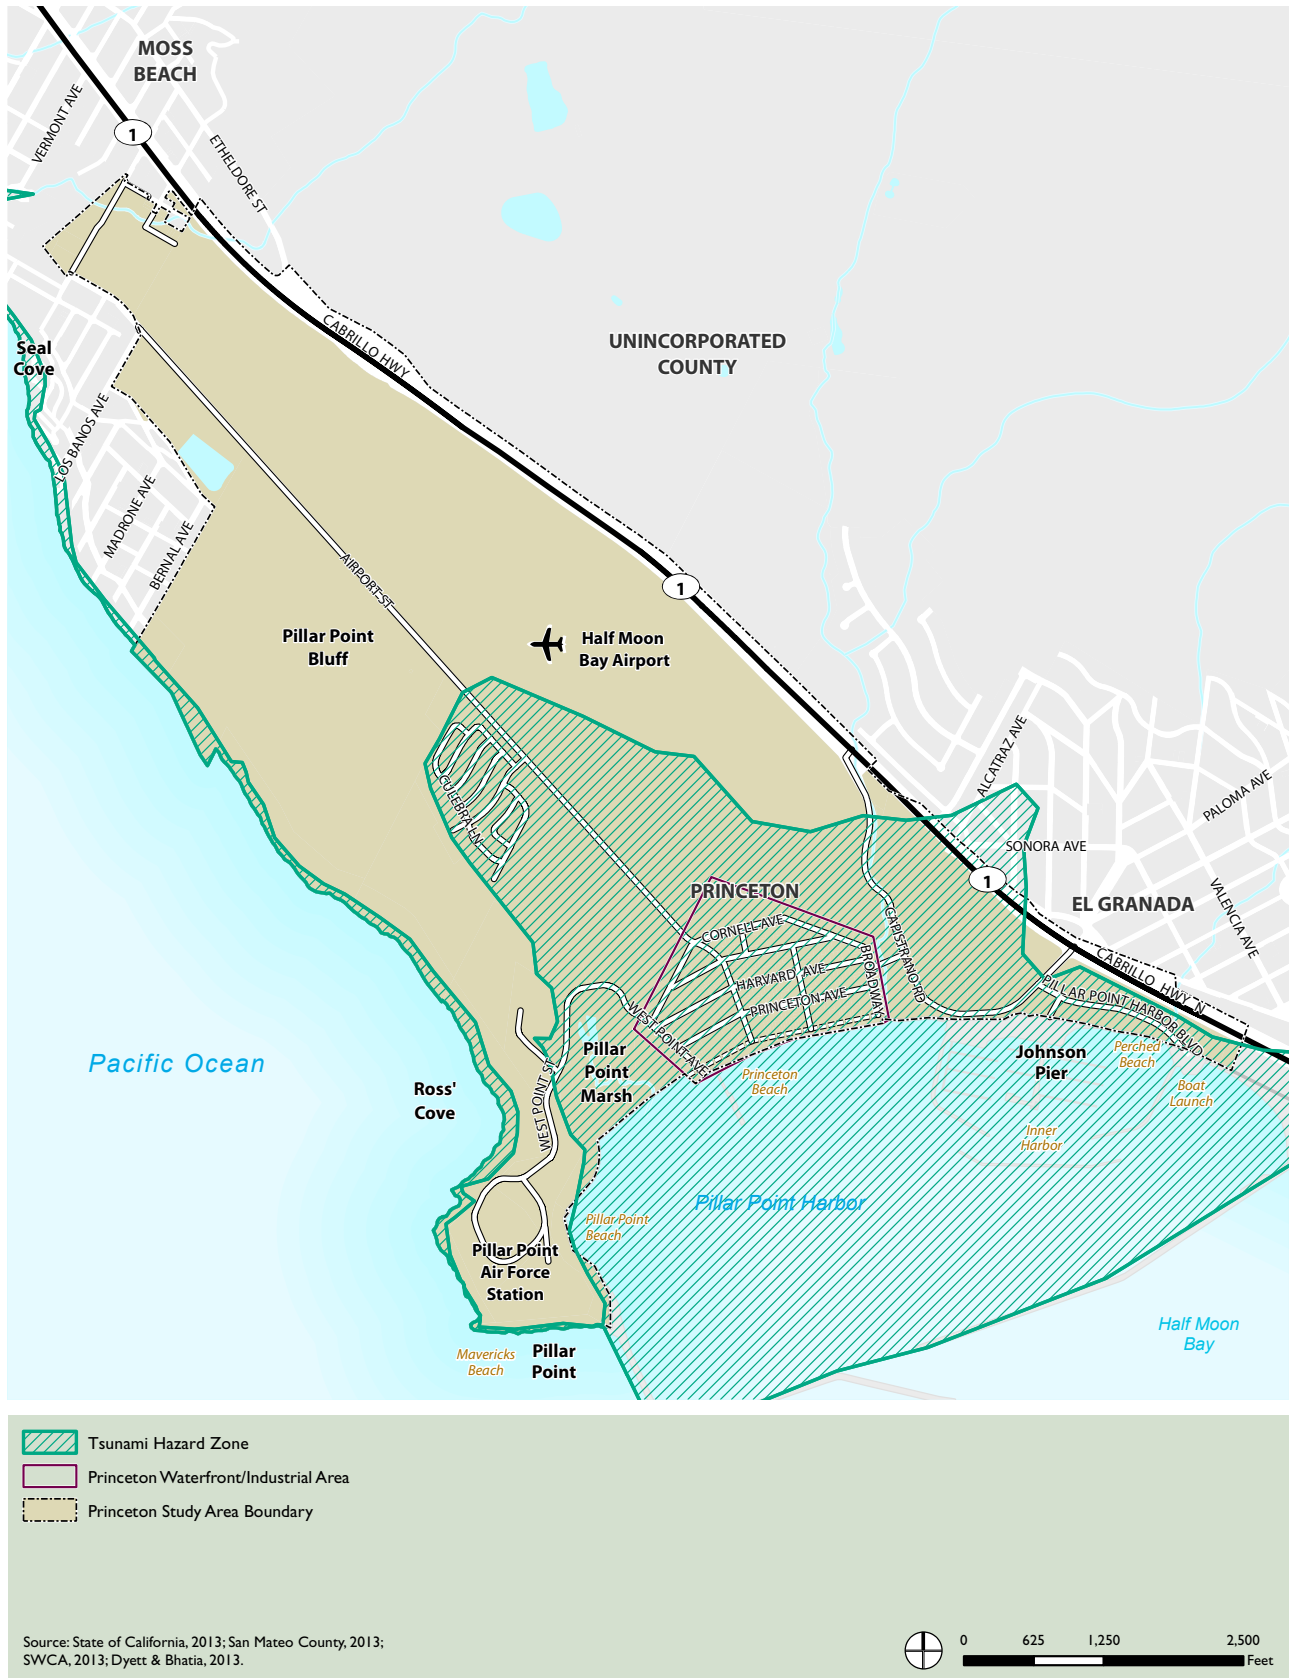 MOSS
BEACH
VERMONT AVE
1
ETHELDORE ST
CABRILLO HWY
UNINCORPORATED
COUNTY
Seal
Cove
LOS BANOS AVE
MADRONE AVE
BERNAL AVE
AIRPORT ST
1
Pillar Point
Bluff
Half Moon
Bay Airport
ALCATRAZ AVE
PALOMA AVE
CULEBRA LN
SONORA AVE
1
PRINCETON
EL GRANADA
VALENCIA AVE
CORNELL AVE
CAPISTRANO RD
BROADWAY
HARVARD AVE
PRINCETON AVE
CABRILLO HWY N
PILLAR POINT HARBOR BLVD
WEST POINT AVE
Pacific Ocean
Ross'
Cove
WEST POINT ST
Pillar
Point
Marsh
Princeton
Beach
Johnson
Pier
Perched
Beach
Boat
Launch
Inner
Harbor
Pillar Point Harbor
Pillar Point
Beach
Pillar Point
Air Force
Station
Mavericks
Beach
Pillar
Point
Half Moon
Bay
Tsunami Hazard Zone
Princeton Waterfront/Industrial Area
Princeton Study Area Boundary
Source: State of California, 2013; San Mateo County, 2013;
SWCA, 2013; Dyett & Bhatia, 2013.
0 625 1,250 2,500
Feet